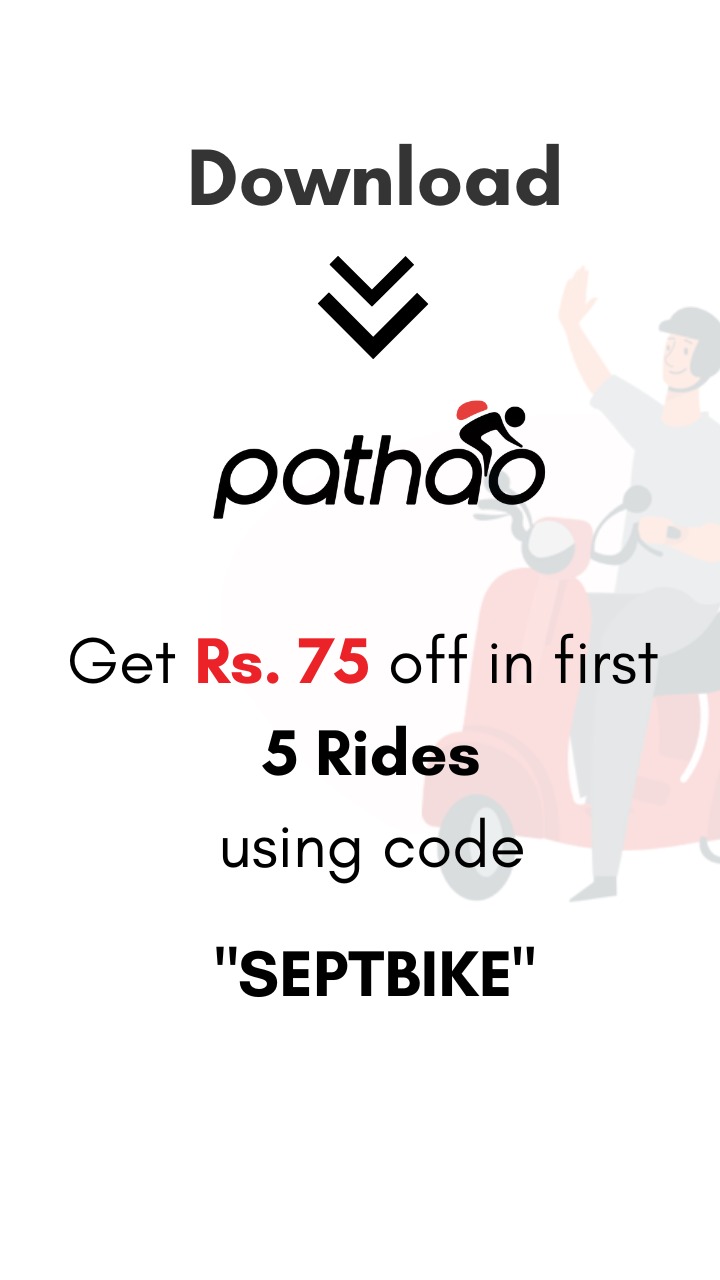 Download
pathao
Get Rs. 75 off in first
5 Rides
using code
"SEPTBIKE"